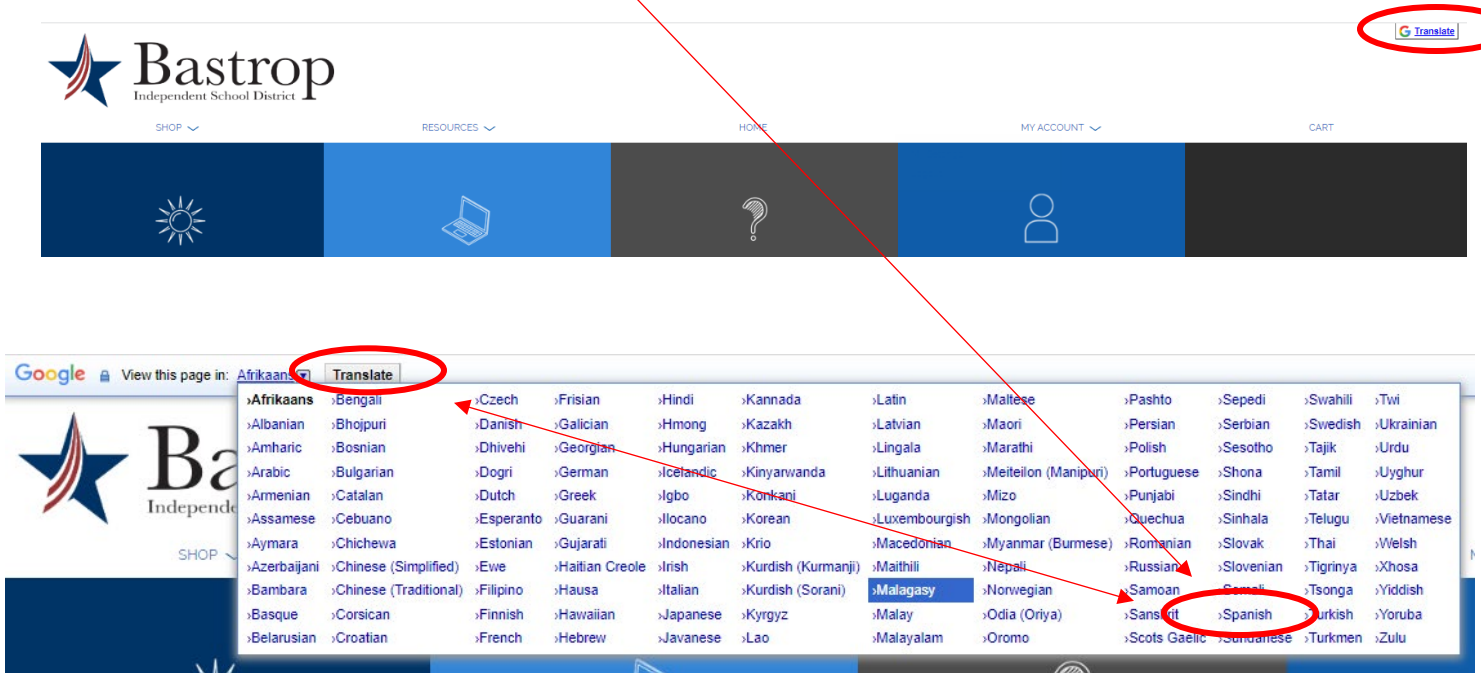 Translate
Bastrop
Independent School District
SHOP RESOURCES HOME MY ACCOUNT CART
Google View this page in: Afrikaans Translate
›Afrikaans ›Bengali ›Czech ›Frisian ›Hindi ›Kannada ›Latin ›Maltese ›Pashto ›Sepedi ›Swahili ›Twi
›Albanian ›Bhojpuri ›Danish ›Galician ›Hmong ›Kazakh ›Latvian ›Maori ›Persian ›Serbian ›Swedish ›Ukrainian
›Amharic ›Bosnian ›Dhivehi ›Georgian ›Hungarian ›Khmer ›Lingala ›Marathi ›Polish ›Sesotho ›Tajik ›Urdu
›Arabic ›Bulgarian ›Dogri ›German ›Icelandic ›Kinyarwanda ›Lithuanian ›Meiteilon (Manipuri) ›Portuguese ›Shona ›Tamil ›Uyghur
›Armenian ›Catalan ›Dutch ›Greek ›Igbo ›Konkani ›Luganda ›Mizo ›Punjabi ›Sindhi ›Tatar ›Uzbek
›Assamese ›Cebuano ›Esperanto ›Guarani ›Ilocano ›Korean ›Luxembourgish ›Mongolian ›Quechua ›Sinhala ›Telugu ›Vietnamese
›Aymara ›Chichewa ›Estonian ›Gujarati ›Indonesian ›Krio ›Macedonian ›Myanmar (Burmese) ›Romanian ›Slovak ›Thai ›Welsh
›Azerbaijani ›Chinese (Simplified) ›Ewe ›Haitian Creole ›Irish ›Kurdish (Kurmanji) ›Maithili ›Nepali ›Russian ›Slovenian ›Tigrinya ›Xhosa
›Bambara ›Chinese (Traditional) ›Filipino ›Hausa ›Italian ›Kurdish (Sorani) ›Malagasy ›Norwegian ›Samoan ›Somali ›Tsonga ›Yiddish
›Basque ›Corsican ›Finnish ›Hawaiian ›Japanese ›Kyrgyz ›Malay ›Odia (Oriya) ›Sanskrit ›Spanish ›Turkish ›Yoruba
›Belarusian ›Croatian ›French ›Hebrew ›Javanese ›Lao ›Malayalam ›Oromo ›Scots Gaelic ›Sundanese ›Turkmen ›Zulu
Ba
Independe
SHOP